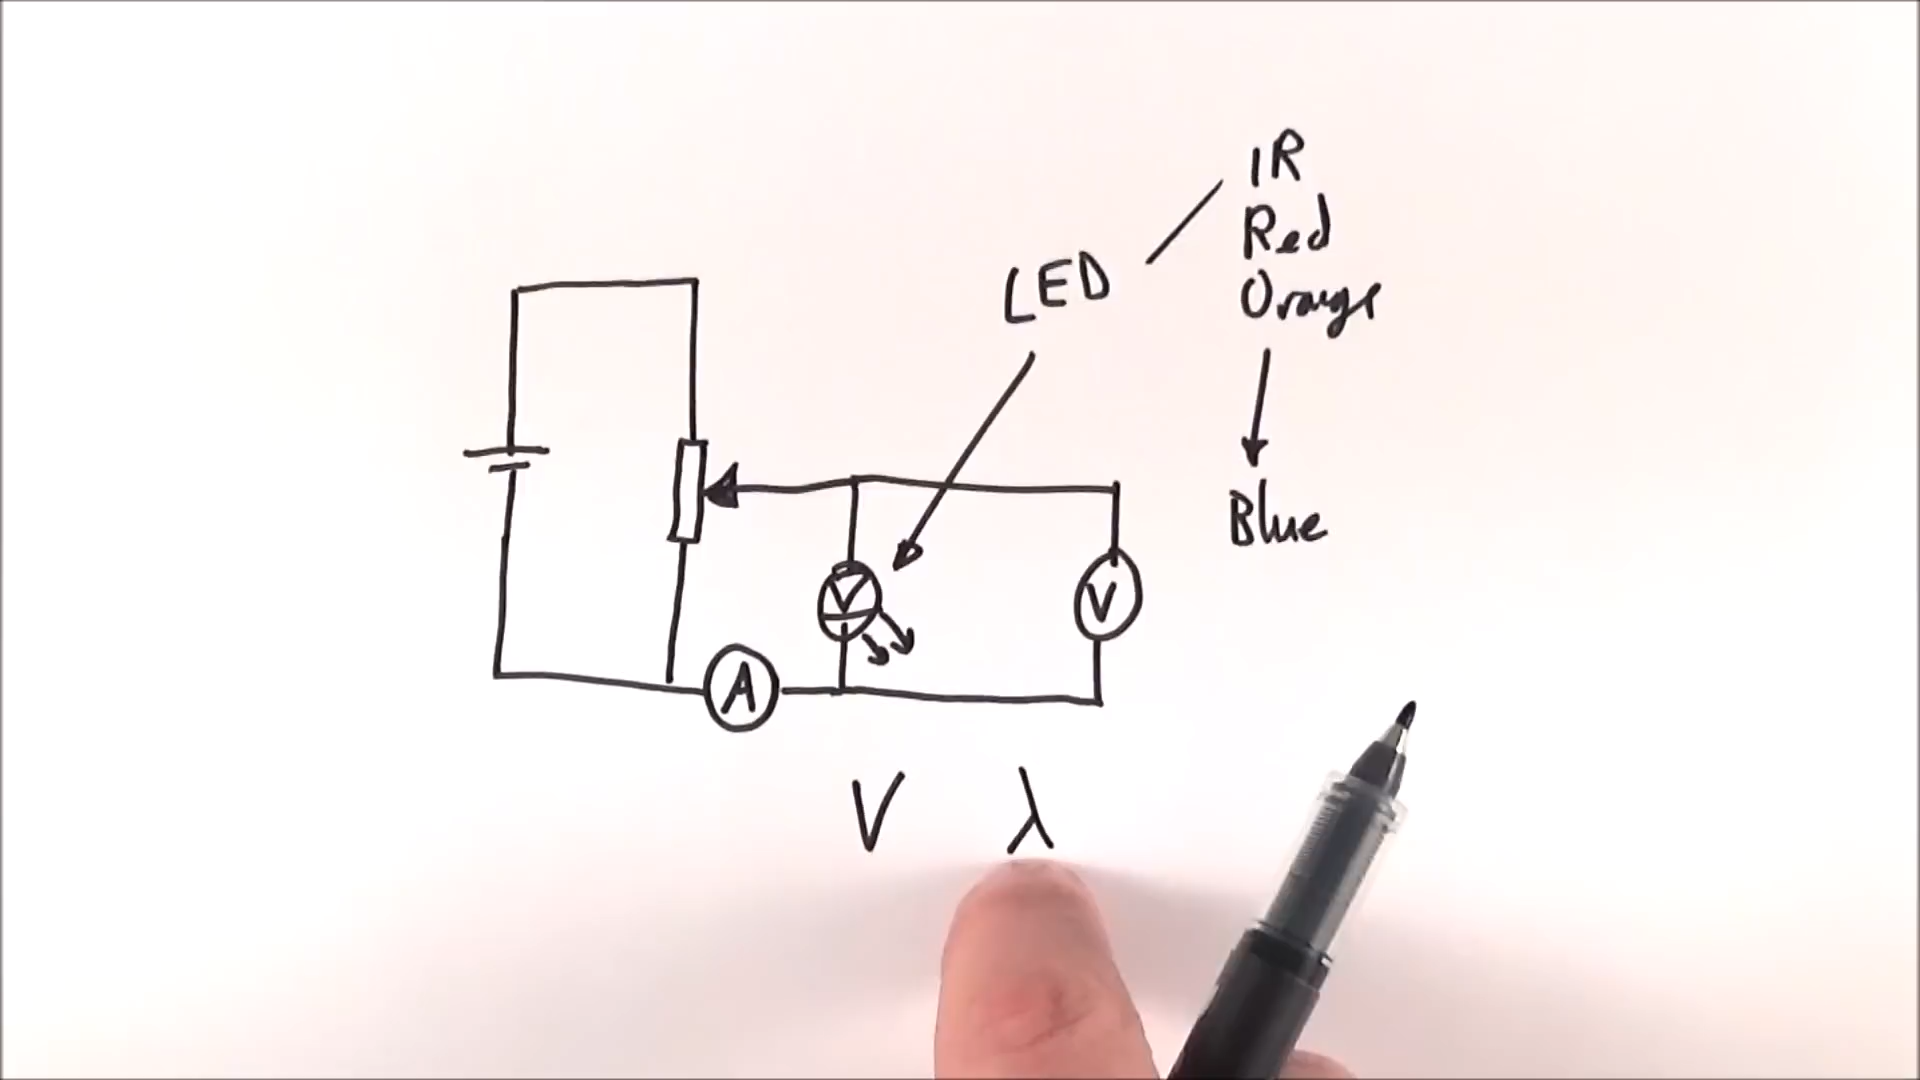 IR
Red
Orange
LED
Blue
V
A
V λ